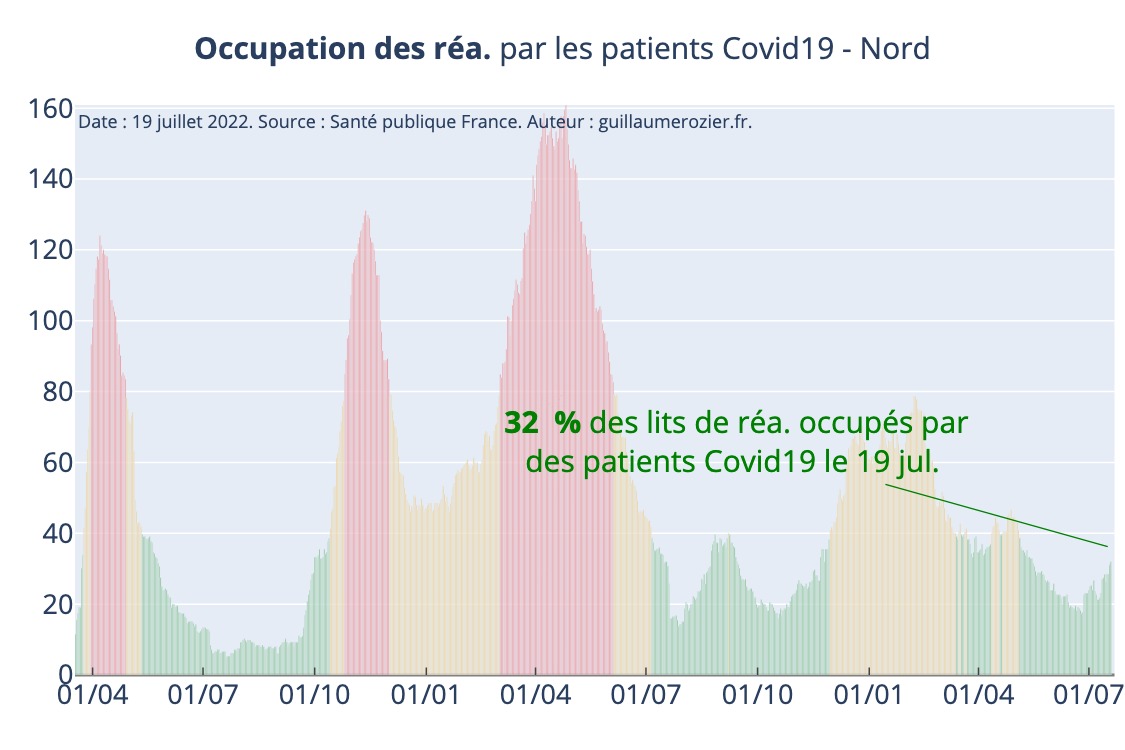 Occupation des réa. par les patients Covid19 - Nord
160
Date : 19 juillet 2022. Source : Santé publique France. Auteur : guillaumerozier.fr.
140
120
100
80
32 % des lits de réa. occupés par
des patients Covid19 le 19 jul.
60
40
20
0
01/04 01/07 01/10 01/01 01/04 01/07 01/10 01/01 01/04 01/07